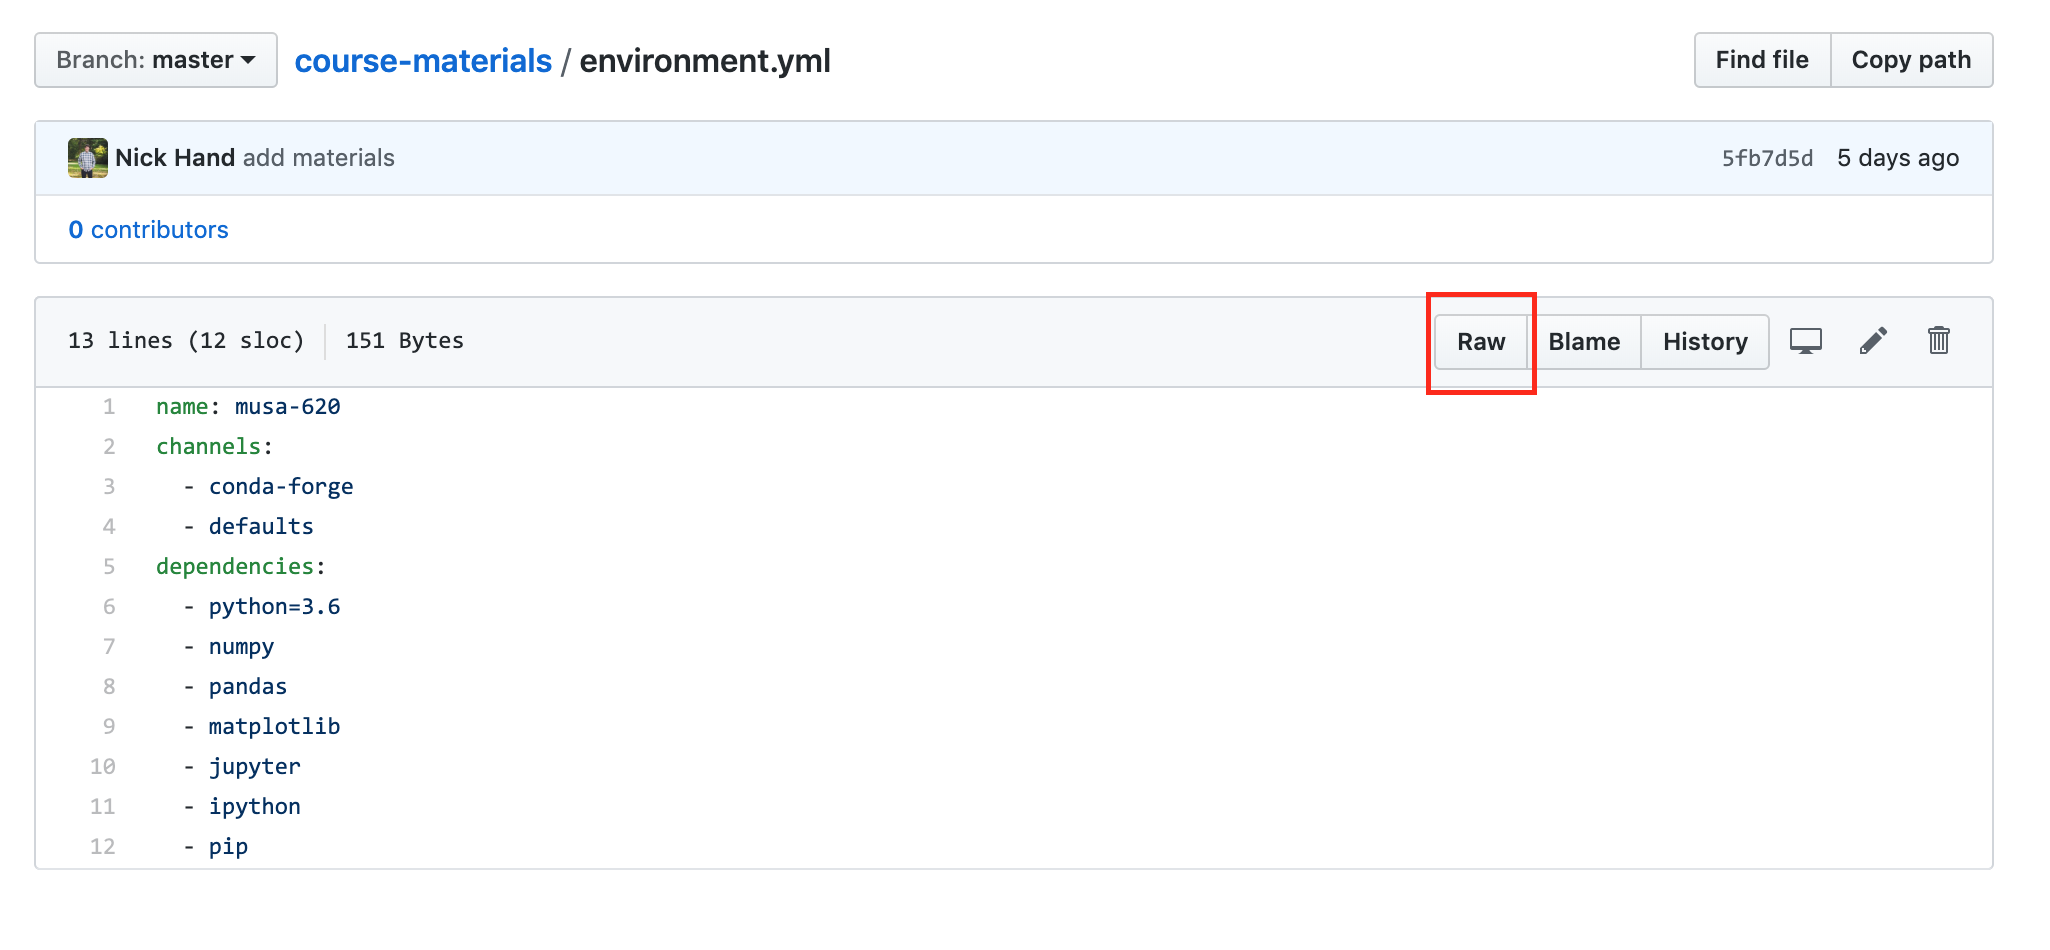 Branch: master course-materials / environment.yml Find file Copy path
Nick Hand add materials 5fb7d5d 5 days ago
0 contributors
13 lines (12 sloc) 151 Bytes Raw Blame History
1 name: musa-620
2 channels:
3   - conda-forge
4   - defaults
5 dependencies:
6   - python=3.6
7   - numpy
8   - pandas
9   - matplotlib
10   - jupyter
11   - ipython
12   - pip